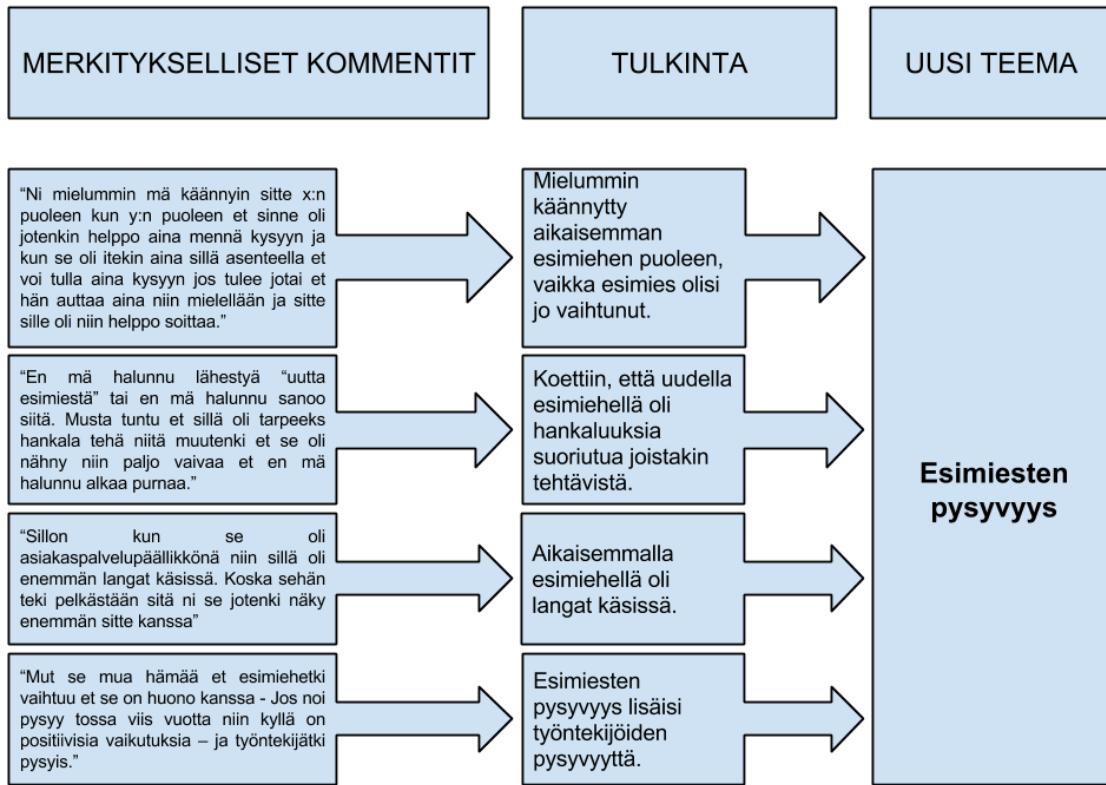 MERKITYKSELLISET KOMMENTIT
TULKINTA
UUSI TEEMA
“Ni mielummin mä käännyin sitte x:n
puoleen kun y:n puoleen et sinne oli
jotenkin helppo aina mennä kysyyn ja
kun se oli itekin aina sillä asenteella et
voi tulla aina kysyyn jos tulee jotai et
hän auttaa aina niin mielellään ja sitte
sille oli niin helppo soittaa.”
Mielummin
käännytty
aikaisemman
esimiehen puoleen,
vaikka esimies olisi
jo vaihtunut.
“En mä halunnu lähestyä “uutta
esimiestä” tai en mä halunnu sanoo
siitä. Musta tuntu et sillä oli tarpeeks
hankala tehä niitä muutenki et se oli
nähny niin paljo vaivaa et en mä
halunnu alkaa purnaa.”
Koettiin, että uudella
esimiehellä oli
hankaluuksia
suoriutua joistakin
tehtävistä.
“Sillon kun se oli
asiakaspalvelupäällikkönä niin sillä oli
enemmän langat käsissä. Koska sehän
teki pelkästään sitä ni se jotenki näky
enemmän sitte kanssa”
Aikaisemmalla
esimiehellä oli
langat käsissä.
“Mut se mua hämää et esimiehetki
vaihtuu et se on huono kanssa - Jos noi
pysyy tossa viis vuotta niin kyllä on
positiivisia vaikutuksia – ja työntekijätki
pysyis.”
Esimiesten
pysyvyys lisäisi
työntekijöiden
pysyvyyttä.
Esimiesten
pysyvyys